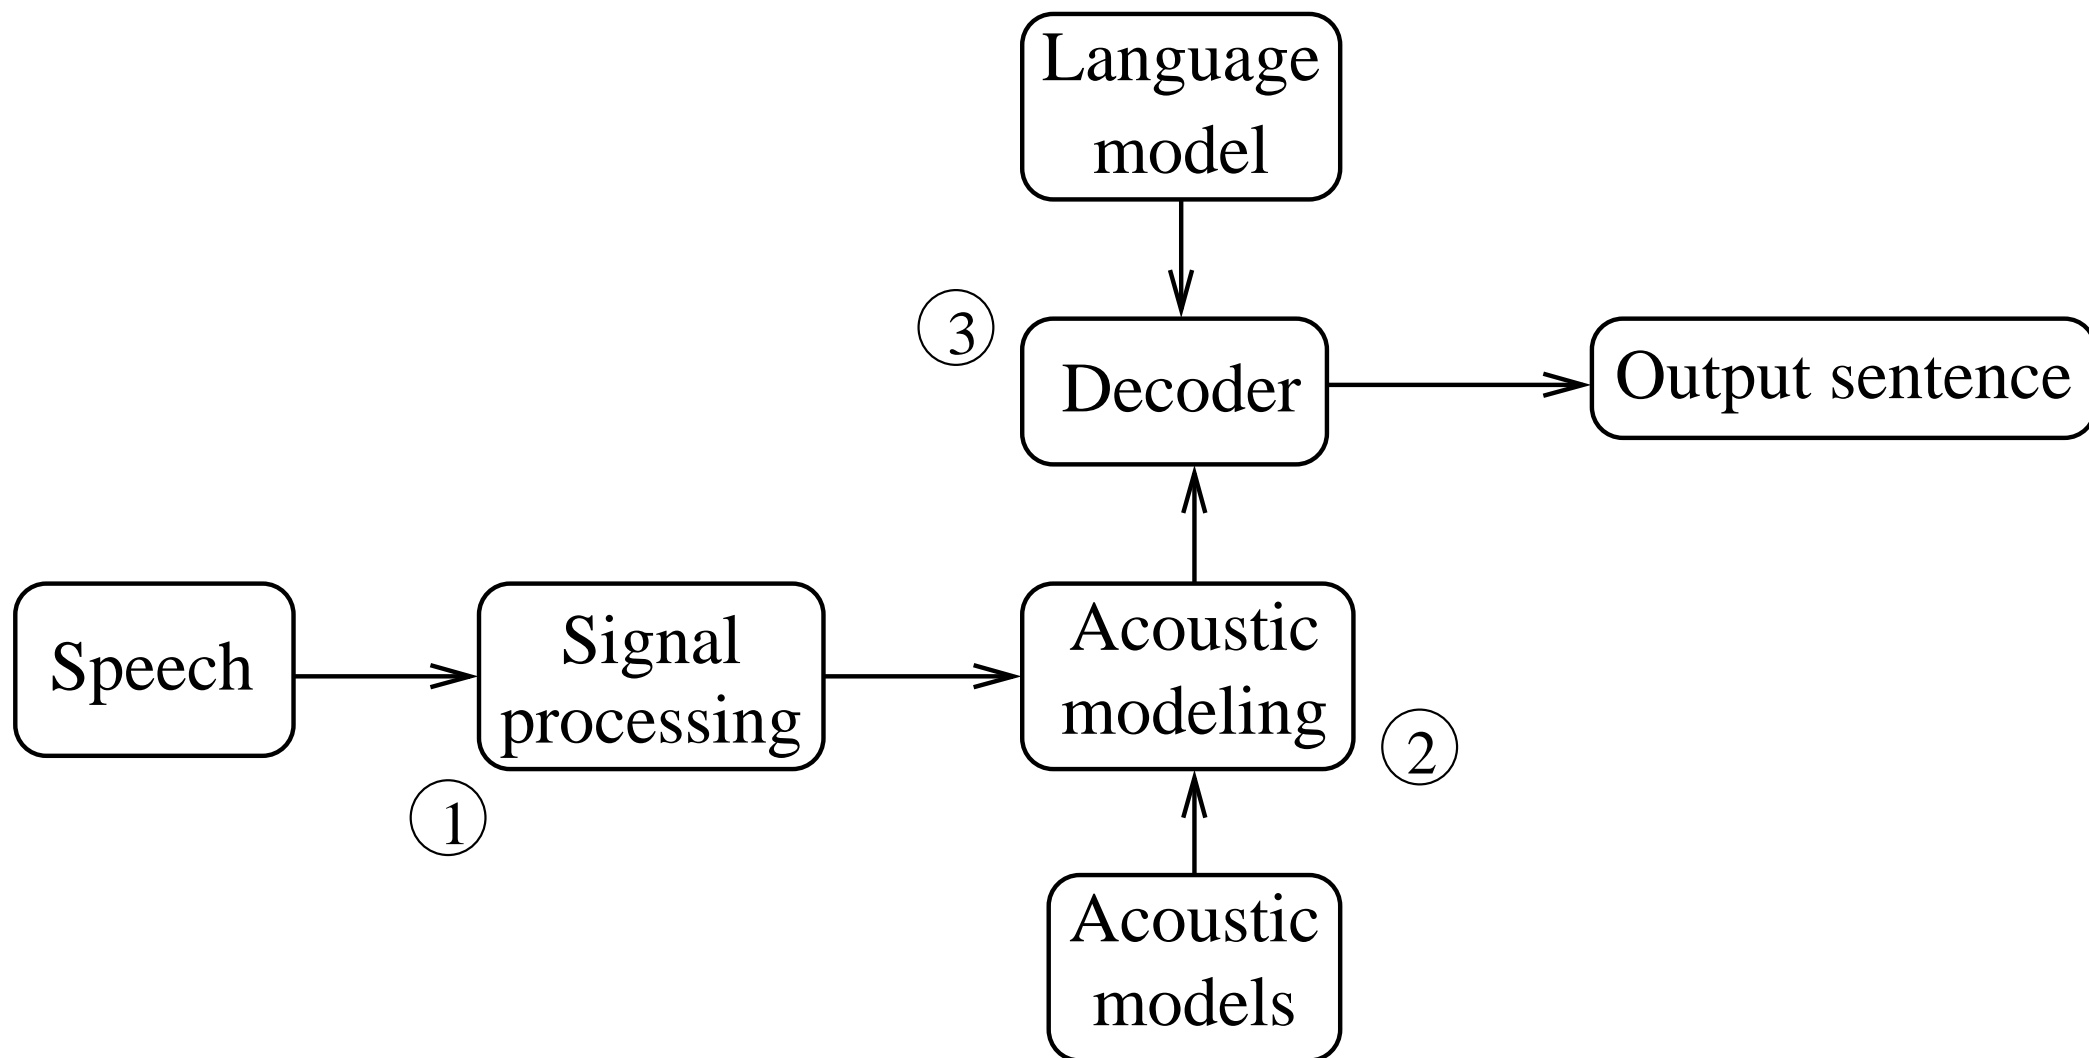 Language
model
3
Decoder
Output sentence
Speech
Signal
processing
Acoustic
modeling
1
2
Acoustic
models